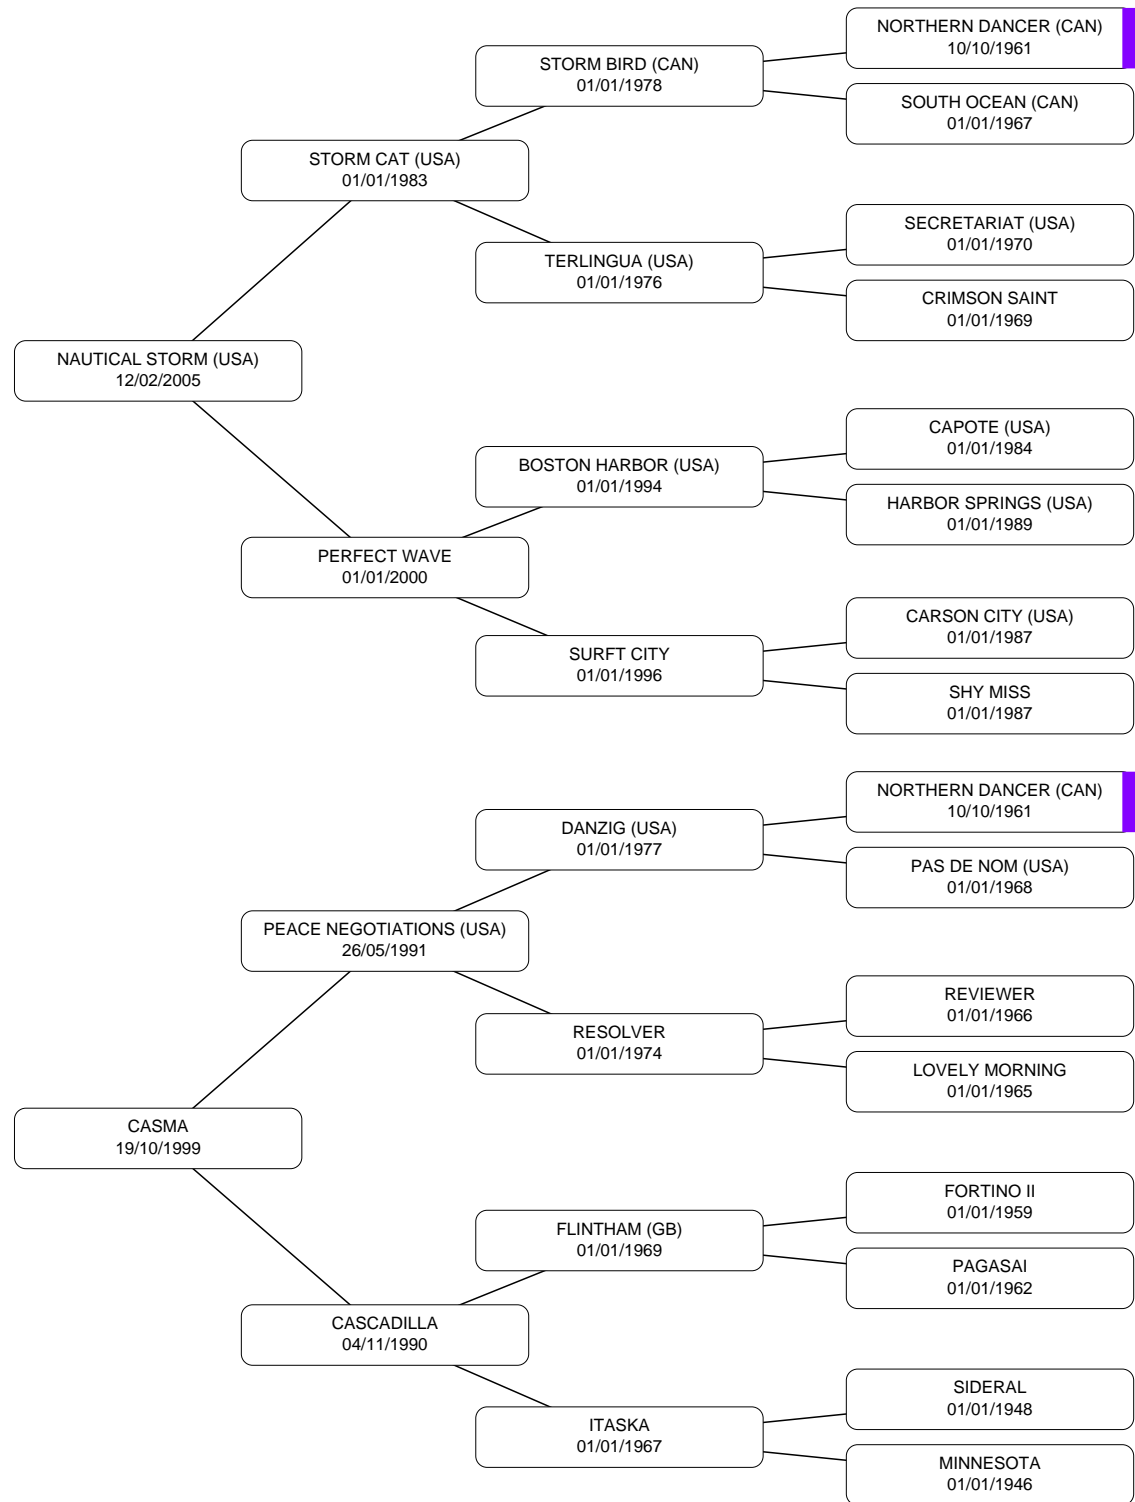 NORTHERN DANCER (CAN)
10/10/1961
STORM BIRD (CAN)
01/01/1978
SOUTH OCEAN (CAN)
01/01/1967
STORM CAT (USA)
01/01/1983
SECRETARIAT (USA)
01/01/1970
TERLINGUA (USA)
01/01/1976
CRIMSON SAINT
01/01/1969
NAUTICAL STORM (USA)
12/02/2005
CAPOTE (USA)
01/01/1984
BOSTON HARBOR (USA)
01/01/1994
HARBOR SPRINGS (USA)
01/01/1989
PERFECT WAVE
01/01/2000
CARSON CITY (USA)
01/01/1987
SURFT CITY
01/01/1996
SHY MISS
01/01/1987
NORTHERN DANCER (CAN)
10/10/1961
DANZIG (USA)
01/01/1977
PAS DE NOM (USA)
01/01/1968
PEACE NEGOTIATIONS (USA)
26/05/1991
REVIEWER
01/01/1966
RESOLVER
01/01/1974
LOVELY MORNING
01/01/1965
CASMA
19/10/1999
FORTINO II
01/01/1959
FLINTHAM (GB)
01/01/1969
PAGASAI
01/01/1962
CASCADILLA
04/11/1990
SIDERAL
01/01/1948
ITASKA
01/01/1967
MINNESOTA
01/01/1946